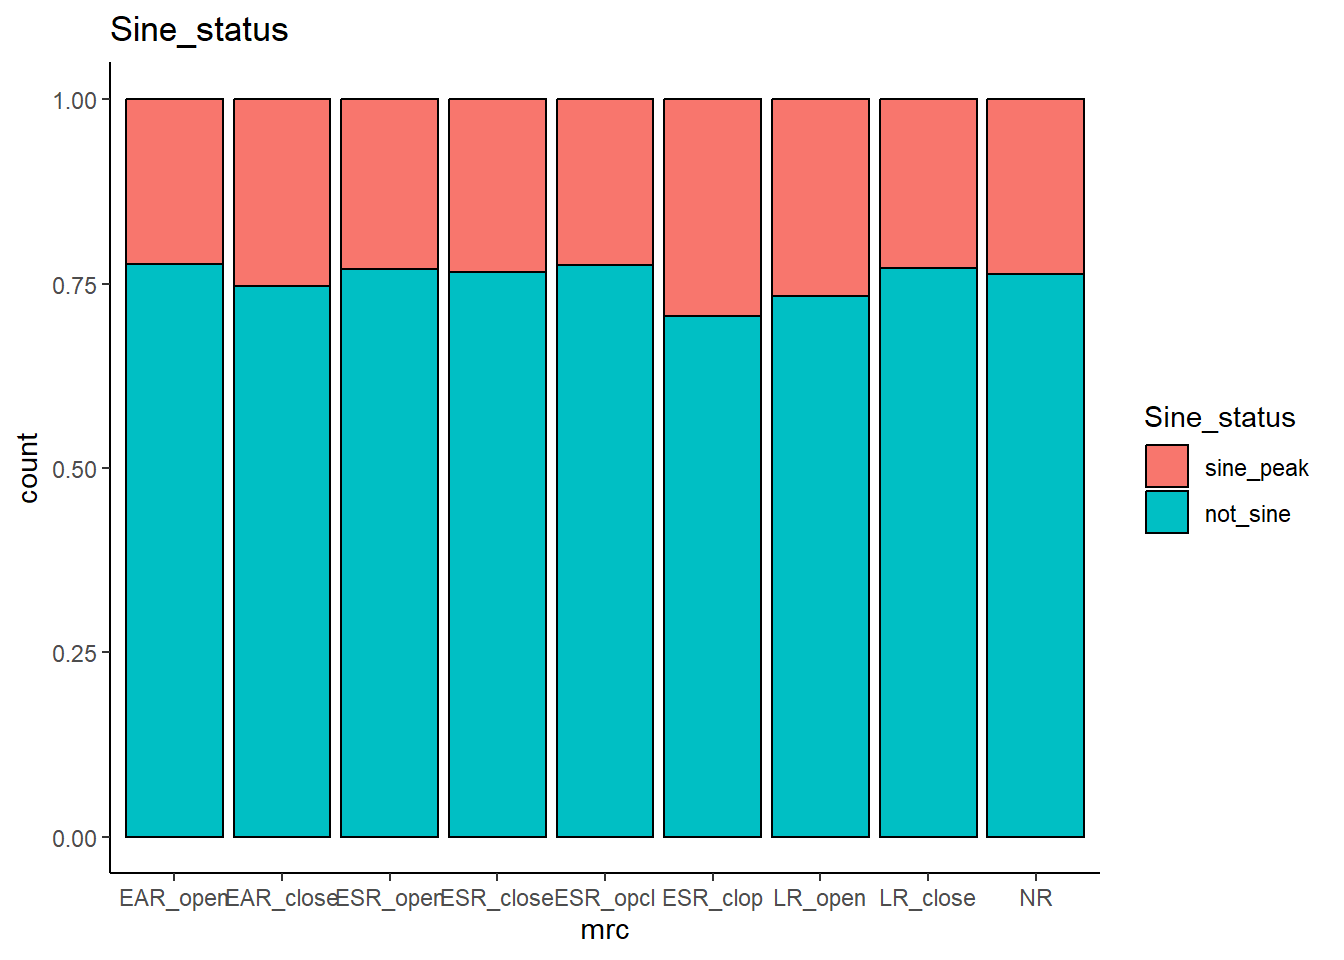 Sine_status
1.00
0.75
0.50
0.25
0.00
count
EAR_open EAR_close ESR_open ESR_close ESR_opcl ESR_clop LR_open LR_close NR
mrc
Sine_status
sine_peak
not_sine